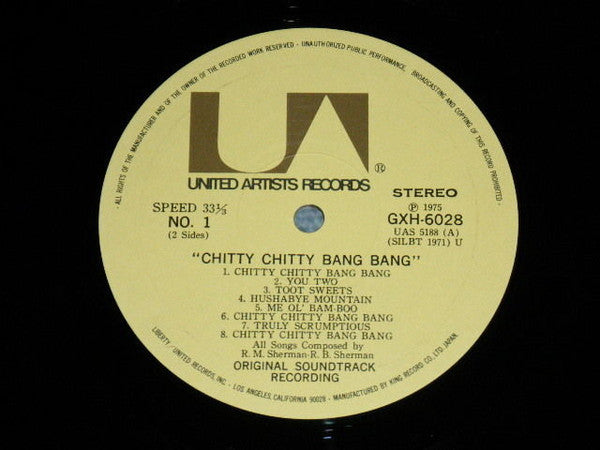 ALL RIGHTS OF THE MANUFACTURER AND OF THE OWNER OF THE RECORDED WORK RESERVED - UNAUTHORIZED PUBLIC PERFORMANCE, BROADCASTING AND COPYING OF THIS RECORD PROHIBITED -
UA ®
UNITED ARTISTS RECORDS
SPEED 33⅓
NO. 1
(2 Sides)
STEREO
℗ 1975
GXH-6028
UAS 5188 (A)
(SILBT 1971) U
"CHITTY CHITTY BANG BANG"
1. CHITTY CHITTY BANG BANG
2. YOU TWO
3. TOOT SWEETS
4. HUSHABYE MOUNTAIN
5. ME OL' BAM-BOO
6. CHITTY CHITTY BANG BANG
7. TRULY SCRUMPTIOUS
8. CHITTY CHITTY BANG BANG
All Songs Composed by
R. M. Sherman-R. B. Sherman
ORIGINAL SOUNDTRACK
RECORDING
LIBERTY/UNITED RECORDS, INC. - LOS ANGELES, CALIFORNIA 90028 - MANUFACTURED BY KING RECORD CO., LTD. JAPAN.